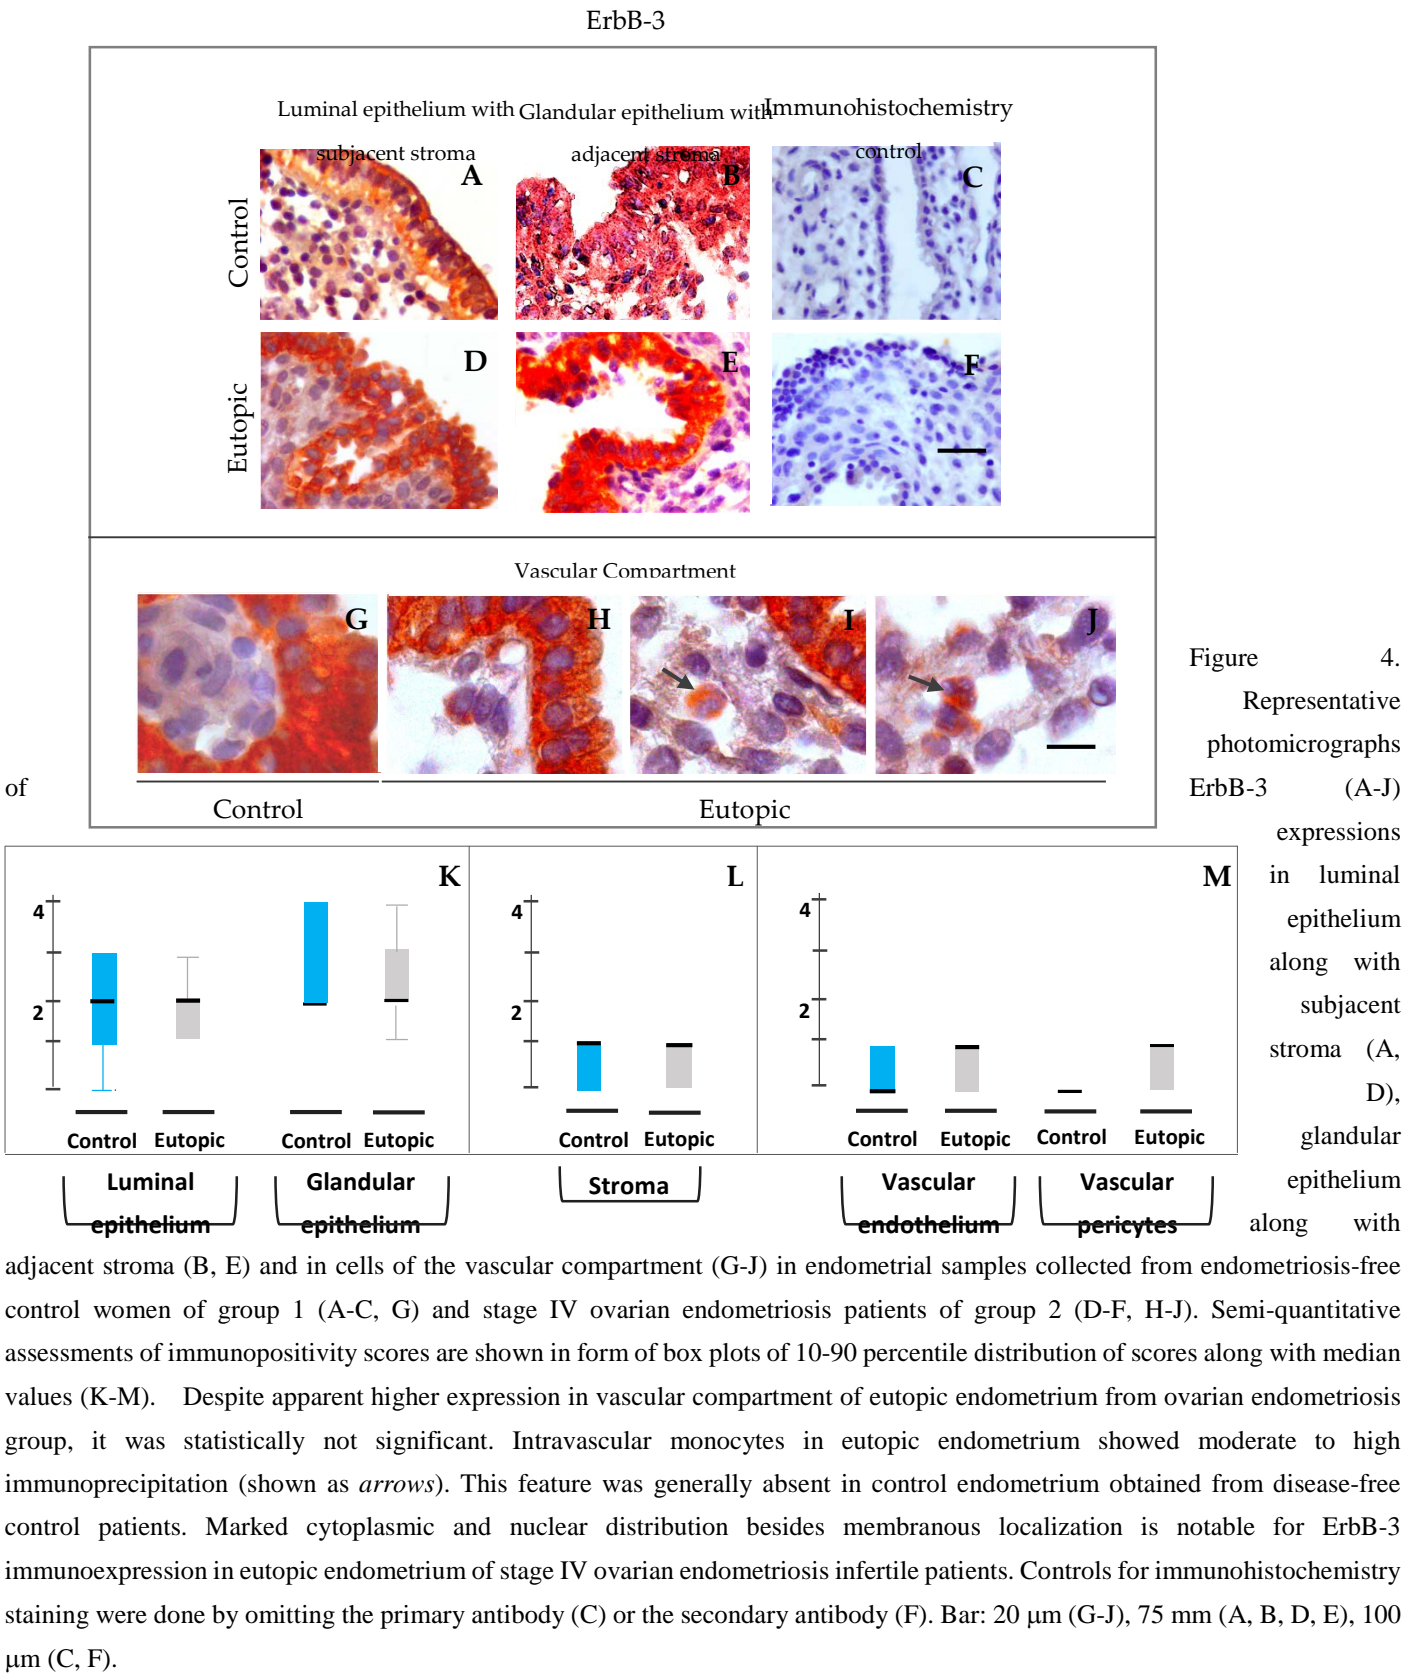 ErbB-3
Luminal epithelium with
subjacent stroma
Glandular epithelium with
adjacent stroma
Immunohistochemistry
control
Control
A
B
C
Eutopic
D
E
F
Vascular Compartment
G
H
I
J
Control
Eutopic
Figure 4.
Representative
photomicrographs
of ErbB-3 (A-J)
expressions
in luminal
epithelium
along with
subjacent
stroma (A,
D),
glandular
epithelium
along with
K
4
2
Control Eutopic Control Eutopic
Luminal
epithelium
Glandular
epithelium
L
4
2
Control Eutopic
Stroma
M
4
2
Control Eutopic Control Eutopic
Vascular
endothelium
Vascular
pericytes
adjacent stroma (B, E) and in cells of the vascular compartment (G-J) in endometrial samples collected from endometriosis-free
control women of group 1 (A-C, G) and stage IV ovarian endometriosis patients of group 2 (D-F, H-J). Semi-quantitative
assessments of immunopositivity scores are shown in form of box plots of 10-90 percentile distribution of scores along with median
values (K-M). Despite apparent higher expression in vascular compartment of eutopic endometrium from ovarian endometriosis
group, it was statistically not significant. Intravascular monocytes in eutopic endometrium showed moderate to high
immunoprecipitation (shown as arrows). This feature was generally absent in control endometrium obtained from disease-free
control patients. Marked cytoplasmic and nuclear distribution besides membranous localization is notable for ErbB-3
immunoexpression in eutopic endometrium of stage IV ovarian endometriosis infertile patients. Controls for immunohistochemistry
staining were done by omitting the primary antibody (C) or the secondary antibody (F). Bar: 20 μm (G-J), 75 mm (A, B, D, E), 100
μm (C, F).